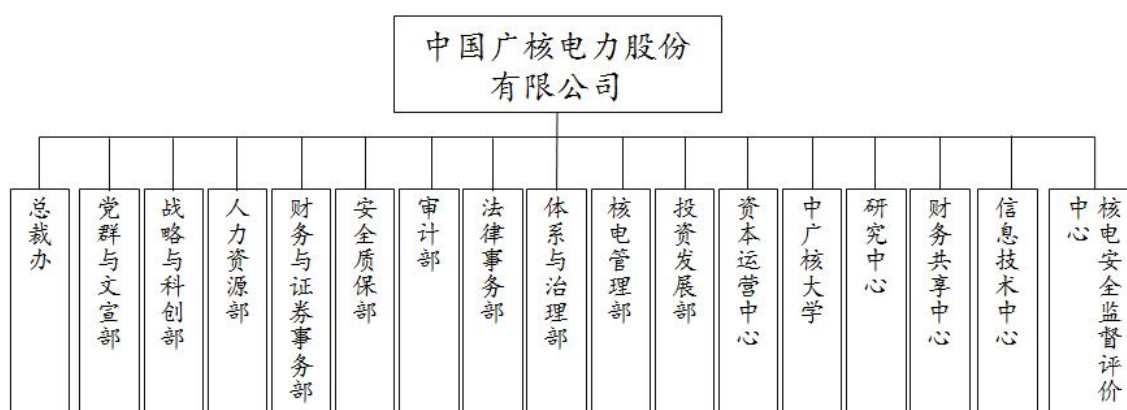 中国广核电力股份
有限公司
总裁办
党群与文宣部
战略与科创部
人力资源部
财务与证券事务部
安全质保部
审计部
法律事务部
体系与治理部
核电管理部
投资发展部
资本运营中心
中广核大学
研究中心
财务共享中心
信息技术中心
核电安全监督评价
中心